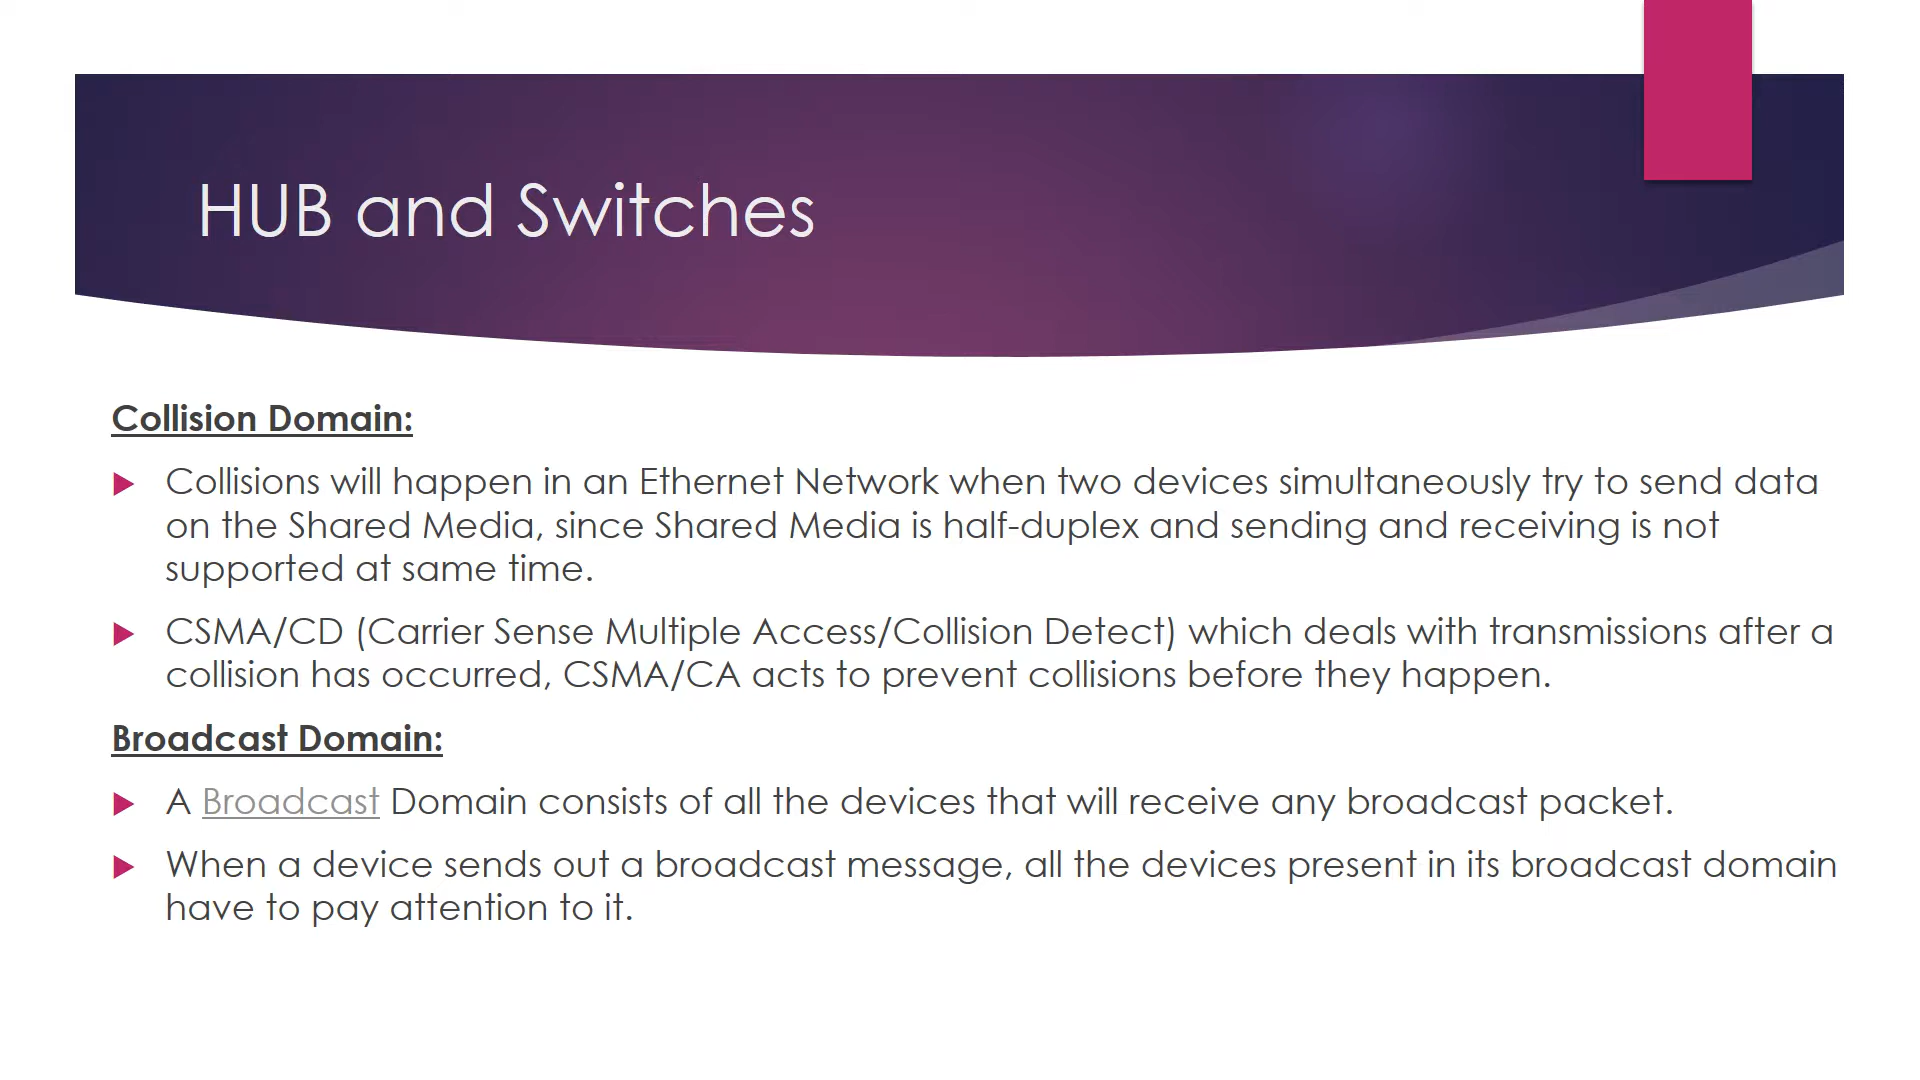 HUB and Switches
Collision Domain:
Collisions will happen in an Ethernet Network when two devices simultaneously try to send data
on the Shared Media, since Shared Media is half-duplex and sending and receiving is not
supported at same time.
CSMA/CD (Carrier Sense Multiple Access/Collision Detect) which deals with transmissions after a
collision has occurred, CSMA/CA acts to prevent collisions before they happen.
Broadcast Domain:
A Broadcast Domain consists of all the devices that will receive any broadcast packet.
When a device sends out a broadcast message, all the devices present in its broadcast domain
have to pay attention to it.